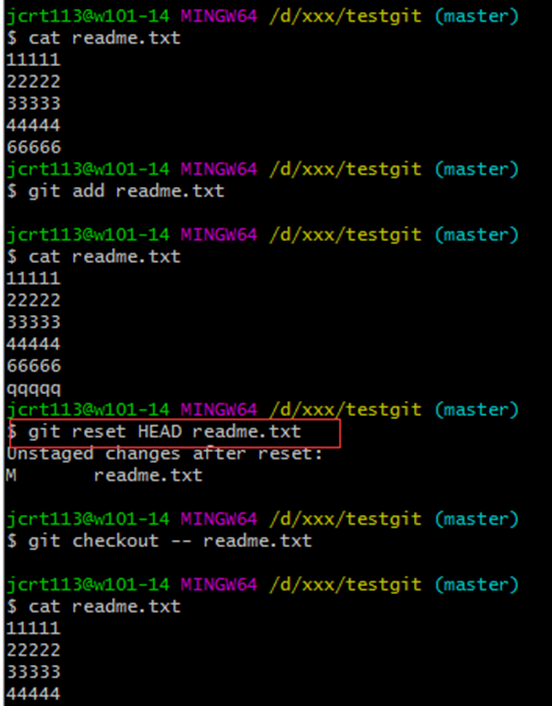 jcrt113@w101-14 MINGW64 /d/xxx/testgit (master)
$ cat readme.txt
11111
22222
33333
44444
66666
jcrt113@w101-14 MINGW64 /d/xxx/testgit (master)
$ git add readme.txt
jcrt113@w101-14 MINGW64 /d/xxx/testgit (master)
$ cat readme.txt
11111
22222
33333
44444
66666
qqqqq
jcrt113@w101-14 MINGW64 /d/xxx/testgit (master)
$ git reset HEAD readme.txt
Unstaged changes after reset:
M       readme.txt
jcrt113@w101-14 MINGW64 /d/xxx/testgit (master)
$ git checkout -- readme.txt
jcrt113@w101-14 MINGW64 /d/xxx/testgit (master)
$ cat readme.txt
11111
22222
33333
44444